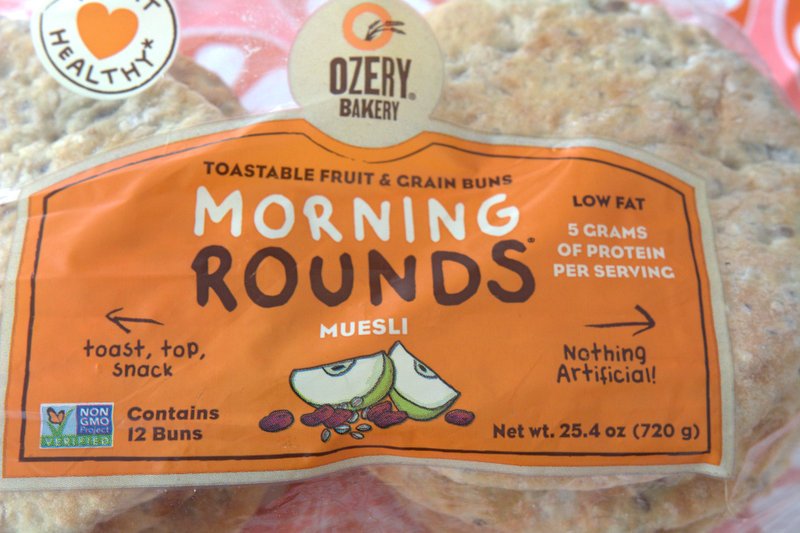 HEALTHY*
OZERY®
BAKERY
TOASTABLE FRUIT & GRAIN BUNS
MORNING
ROUNDS®
MUESLI
LOW FAT
5 GRAMS
OF PROTEIN
PER SERVING
toast, top,
snack
Nothing
Artificial!
NON
GMO
Project
VERIFIED
Contains
12 Buns
Net wt. 25.4 oz (720 g)